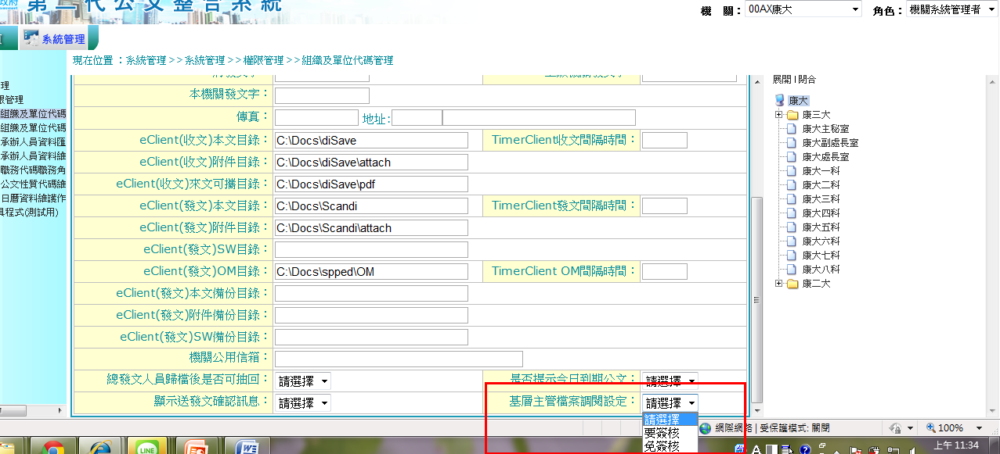 政府
第二代公文整合系統
機 關：00AX康大 角色：機關系統管理者
系統管理
現在位置 ：系統管理>>系統管理>>權限管理>>組織及單位代碼管理
理
限管理
組織及單位代碼
組織及單位代碼
承辦人員資料匯
承辦人員資料維
職務代碼職務角
公文性質代碼維
日曆資料維護作
具程式(測試用)
本機關發文字：
傳真： 地址:
eClient(收文)本文目錄： C:\Docs\diSave TimerClient收文間隔時間：
eClient(收文)附件目錄： C:\Docs\diSave\attach
eClient(收文)來文可攜目錄： C:\Docs\diSave\pdf
eClient(發文)本文目錄： C:\Docs\Scandi TimerClient發文間隔時間：
eClient(發文)附件目錄： C:\Docs\Scandi\attach
eClient(發文)SW目錄：
eClient(發文)OM目錄： C:\Docs\spped\OM TimerClient OM間隔時間：
eClient(發文)本文備份目錄：
eClient(發文)附件備份目錄：
eClient(發文)SW備份目錄：
機關公用信箱：
總發文人員歸檔後是否可抽回： 請選擇 是否提示今日到期公文： 請選擇
顯示送發文確認訊息： 請選擇 基層主管檔案調閱設定： 請選擇
請選擇
要簽核
免簽核
展開 | 閉合
康大
康三大
康大主秘室
康大副處長室
康大處長室
康大一科
康大二科
康大三科
康大四科
康大五科
康大六科
康大七科
康大八科
康二大
網際網路 | 受保護模式: 關閉 100%
LINE
上午 11:34